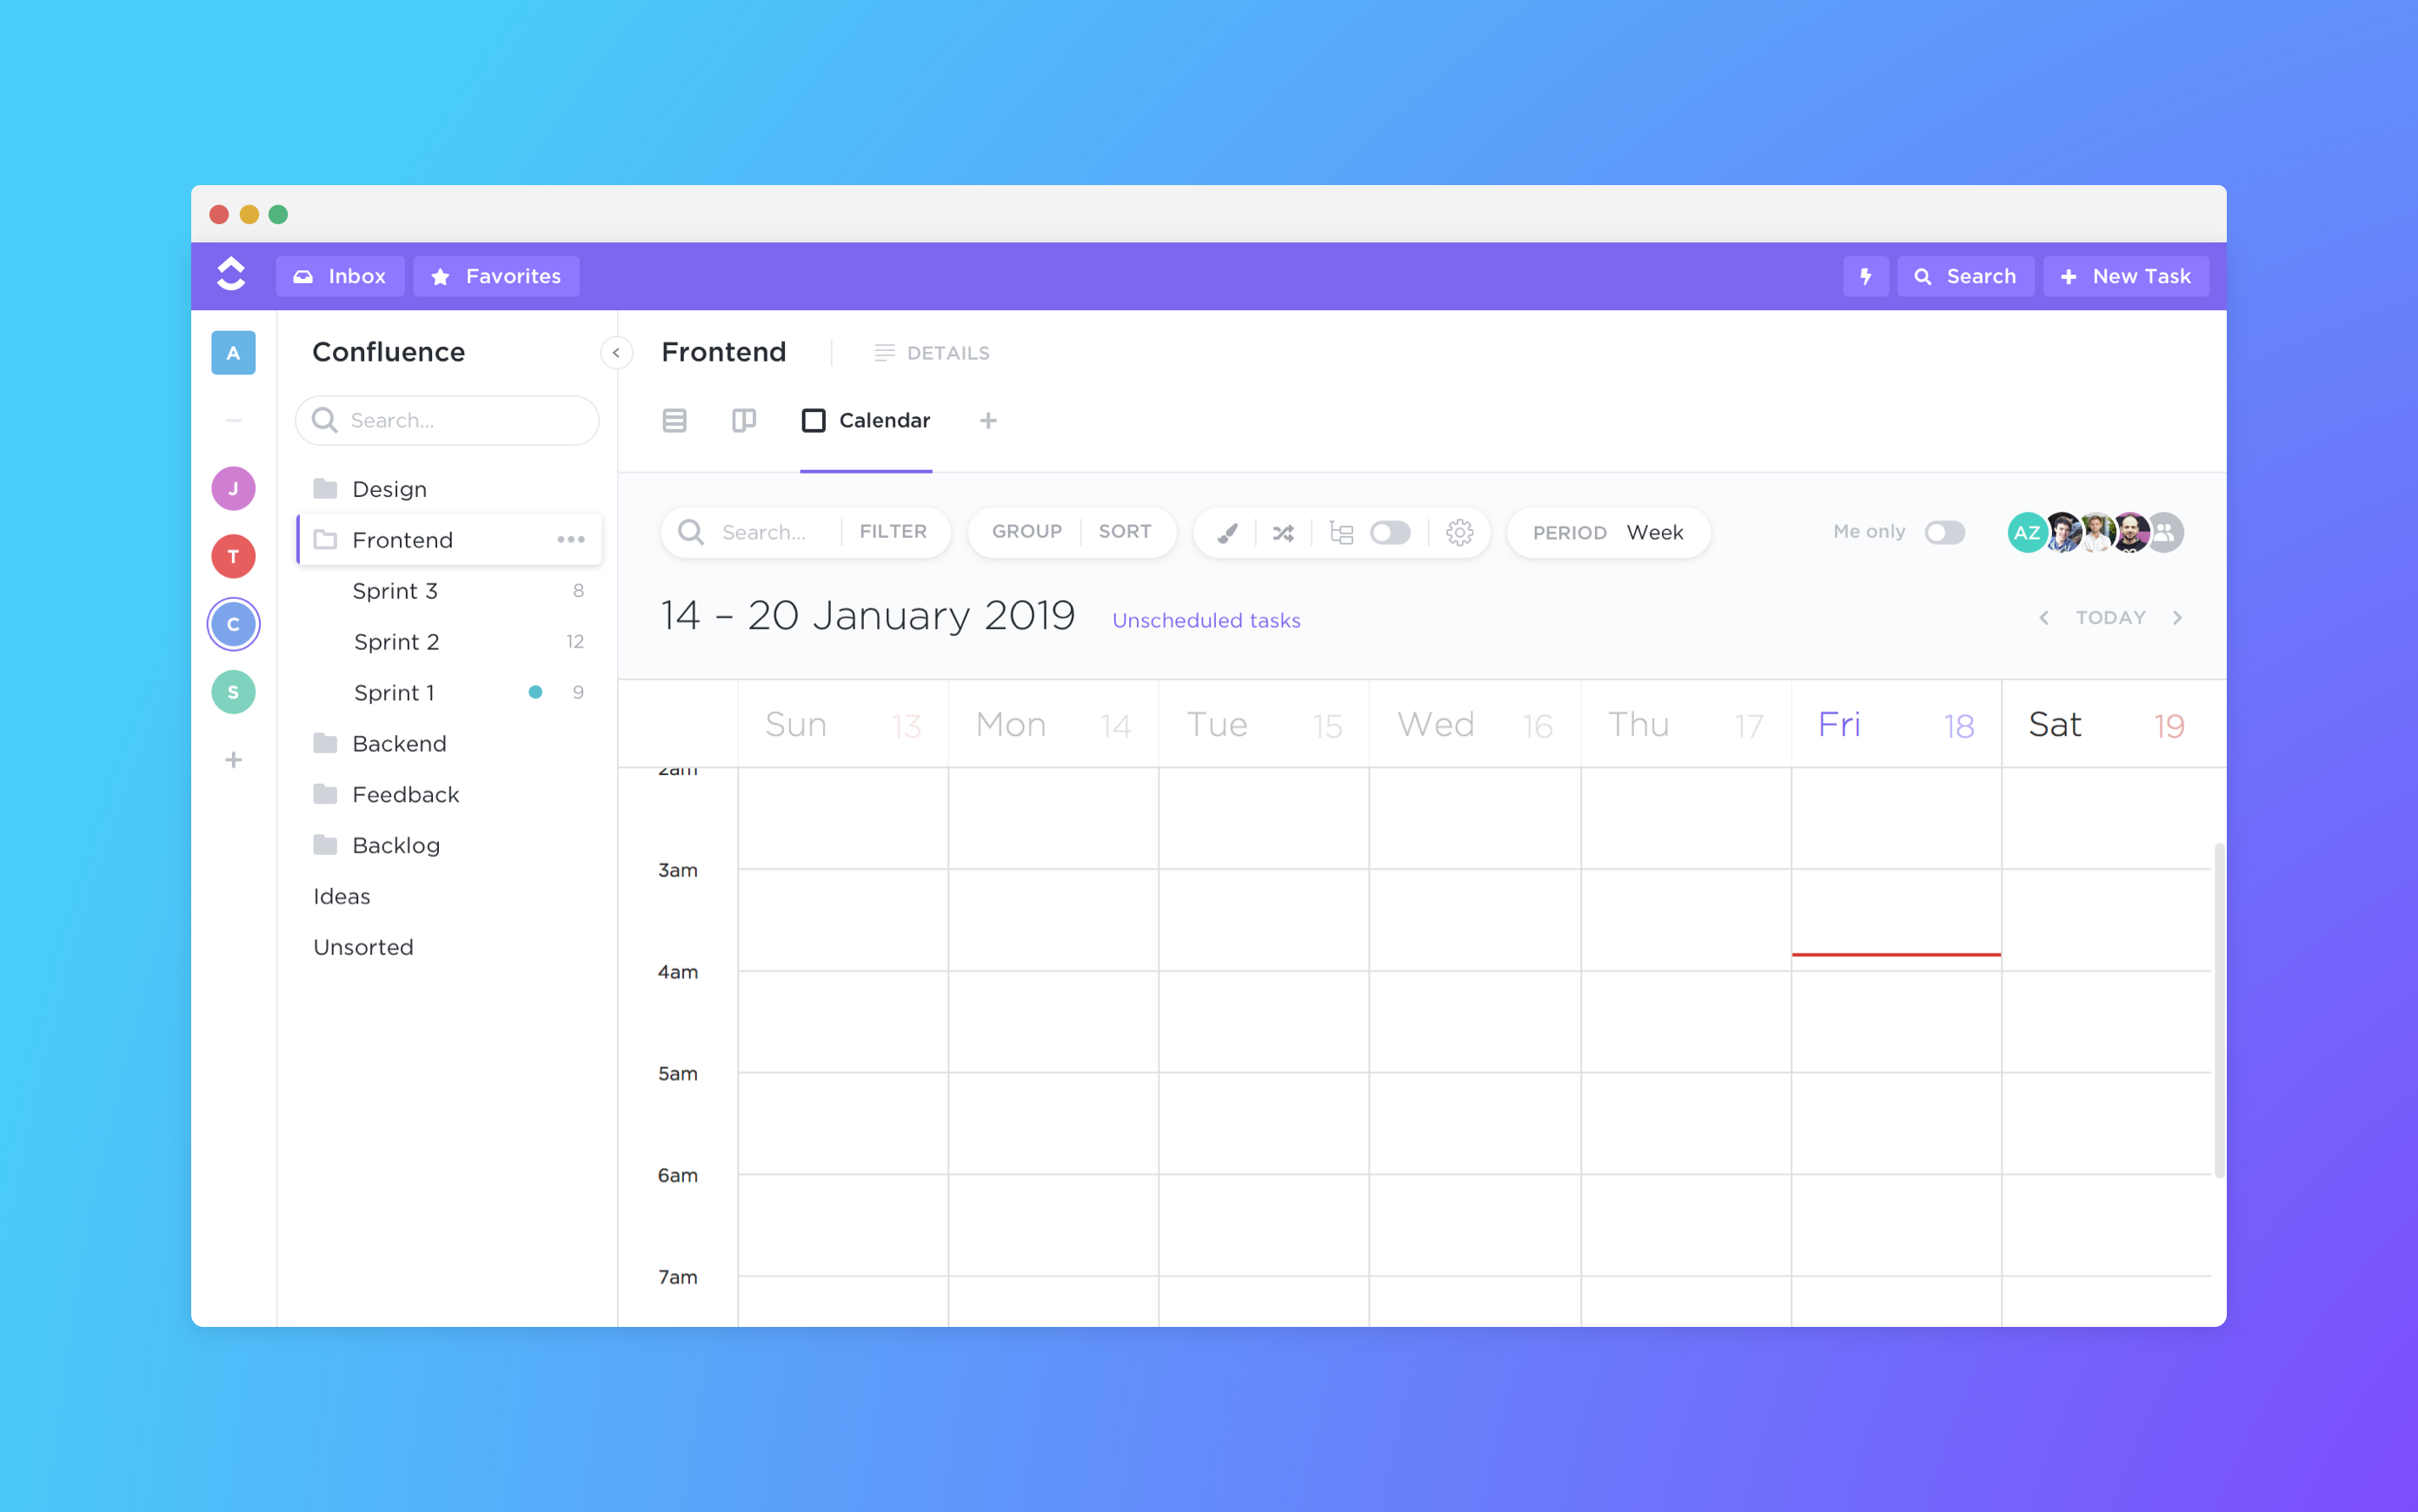 Inbox
Favorites
Search
New Task
A
Confluence
Frontend
DETAILS
Search...
Calendar
J
Design
T
Frontend
Search...
FILTER
GROUP
SORT
PERIOD Week
Me only
AZ
Sprint 3 8
C
Sprint 2 12
S
Sprint 1 9
14 – 20 January 2019
Unscheduled tasks
TODAY
Backend
Feedback
Backlog
Ideas
Unsorted
Sun 13
Mon 14
Tue 15
Wed 16
Thu 17
Fri 18
Sat 19
2am
3am
4am
5am
6am
7am